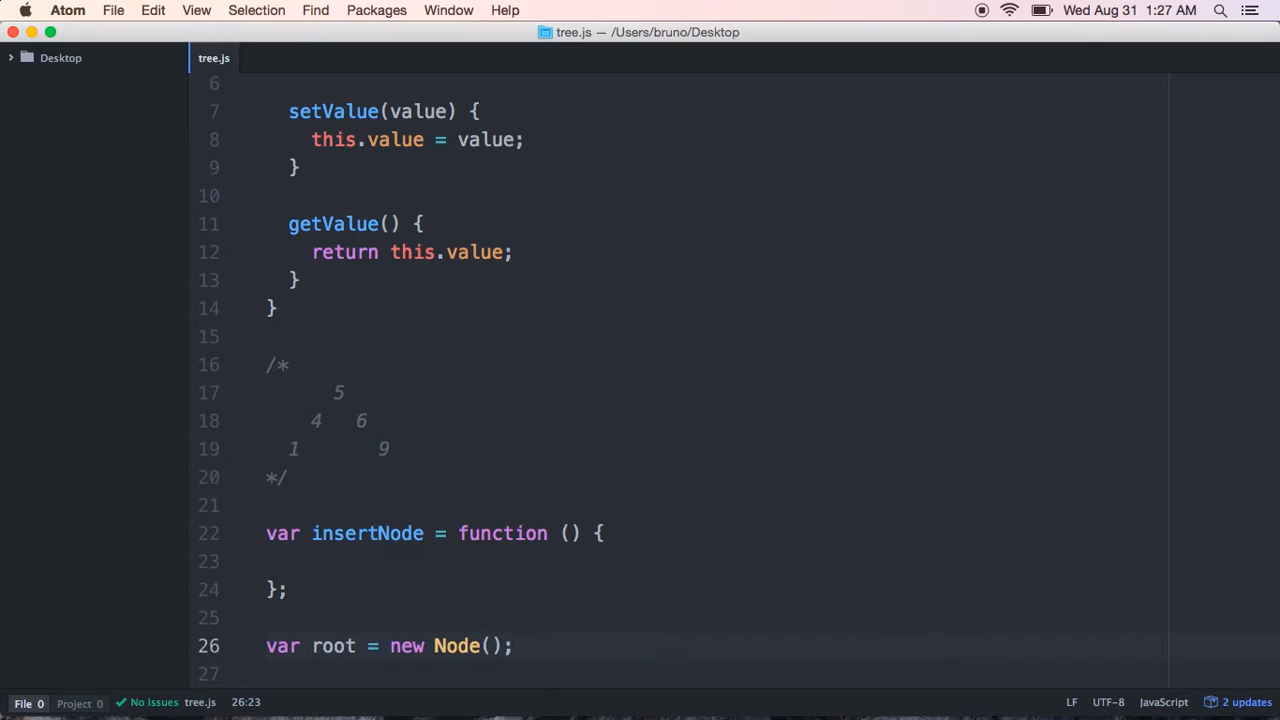 Atom File Edit View Selection Find Packages Window Help Wed Aug 31 1:27 AM
tree.js — /Users/bruno/Desktop
Desktop tree.js
6
7 setValue(value) {
8 this.value = value;
9 }
10
11 getValue() {
12 return this.value;
13 }
14 }
15
16 /*
17 5
18 4 6
19 1 9
20 */
21
22 var insertNode = function () {
23
24 };
25
26 var root = new Node();
27
File 0 Project 0 No Issues tree.js 26:23 LF UTF-8 JavaScript 2 updates